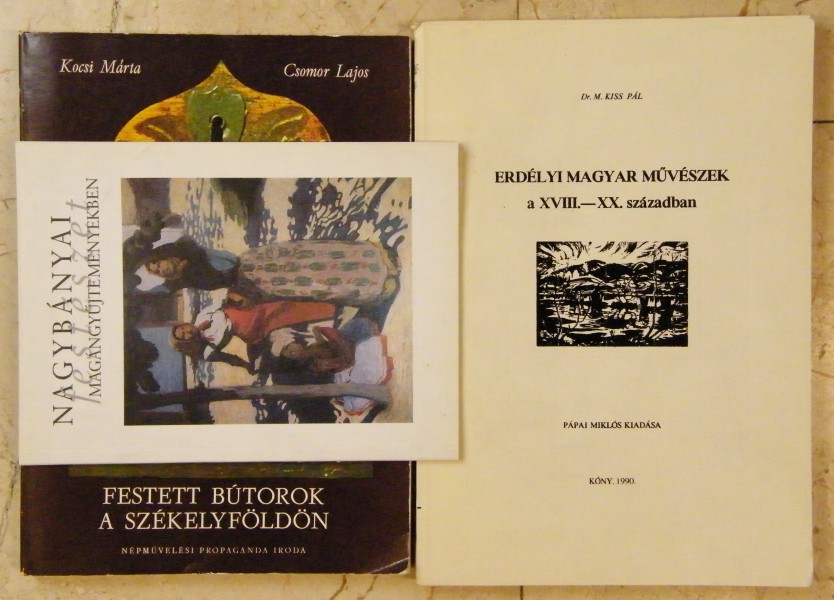 Kocsi Márta
Csomor Lajos
NAGYBÁNYAI
festészet
MAGÁNGYŰJTEMÉNYEKBEN
FESTETT BÚTOROK
A SZÉKELYFÖLDÖN
NÉPMŰVELÉSI PROPAGANDA IRODA
Dr. M. KISS PÁL
ERDÉLYI MAGYAR MŰVÉSZEK
a XVIII.—XX. században
PÁPAI MIKLÓS KIADÁSA
KÓNY. 1990.